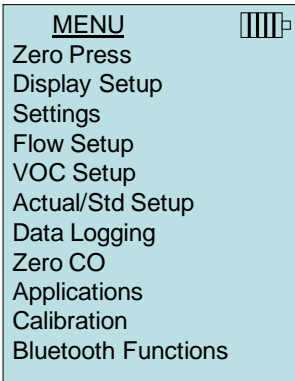 MENU
Zero Press
Display Setup
Settings
Flow Setup
VOC Setup
Actual/Std Setup
Data Logging
Zero CO
Applications
Calibration
Bluetooth Functions